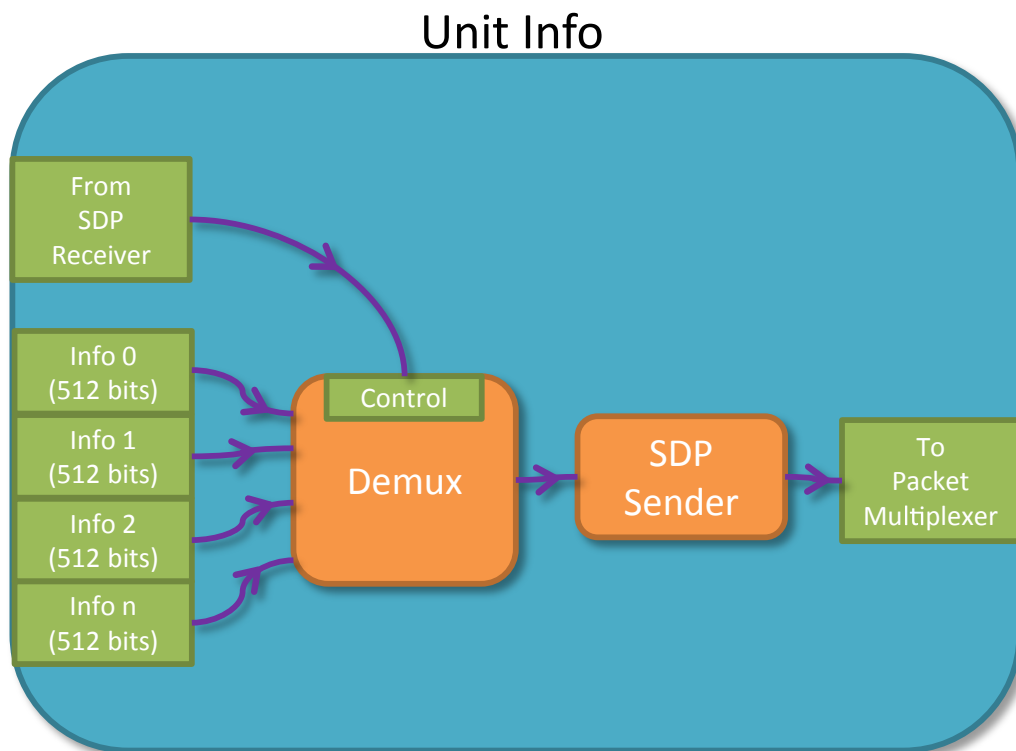 Unit Info
From
SDP
Receiver
Info 0
(512 bits)
Info 1
(512 bits)
Info 2
(512 bits)
Info n
(512 bits)
Control
Demux
SDP
Sender
To
Packet
Multiplexer